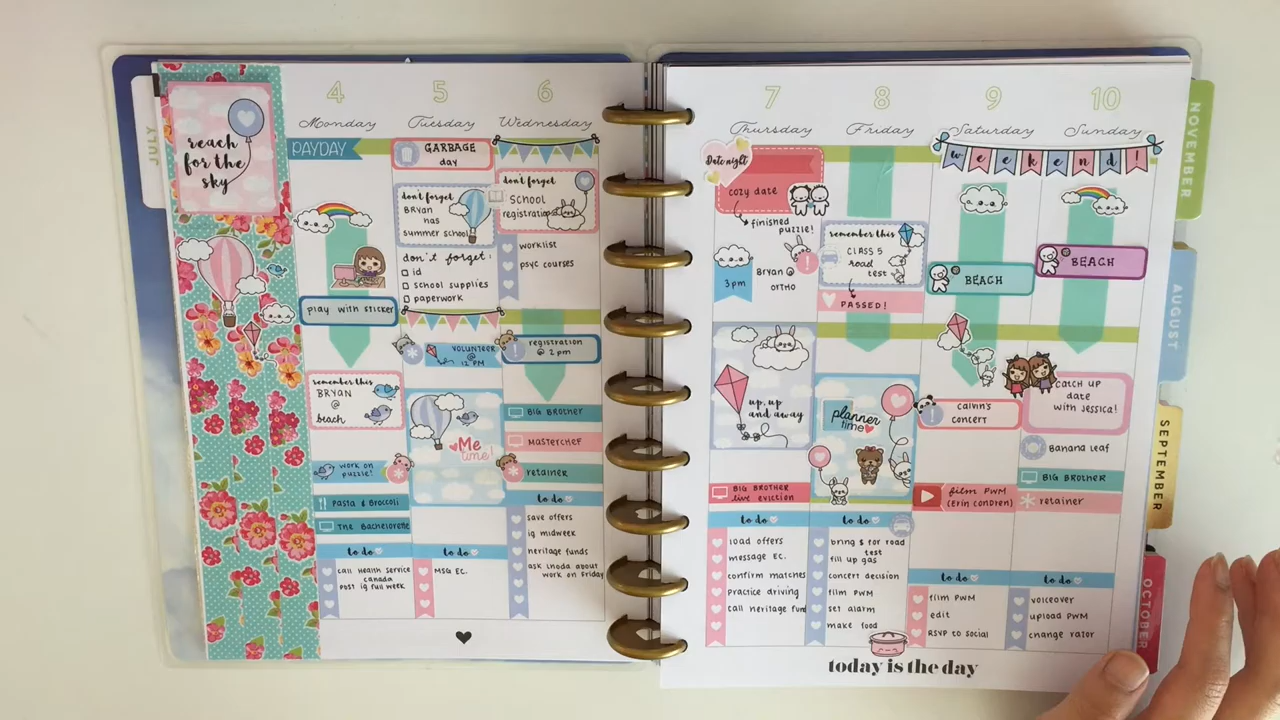 JULY
reach
for the
sky
4
Monday
PAYDAY
play with sticker
remember this
BRYAN
@
beach
work on
puzzle!
Pasta & Broccoli
The Bachelorette
to do
call Health Service
Canada
post ig full week
5
Tuesday
GARBAGE
day
don't forget
BRYAN
has
summer school
don't forget:
id
school supplies
paperwork
VOLUNTEER
@
12 PM
Me
time!
to do
MSG EC.
6
Wednesday
don't forget
School
registration
worklist
psyc courses
registration
@ 2 pm
BIG BROTHER
MASTERCHEF
retainer
to do
save offers
ig midweek
heritage funds
ask Lhoda about
work on Friday
7
Thursday
Date night
cozy date
finished
puzzle!
3pm
Bryan @
ORTHO
up, up
and away
BIG BROTHER
live eviction
to do
load offers
message EC.
confirm matches
practice driving
call heritage fund
8
Friday
remember this
CLASS 5
road
test
PASSED!
planner
time
to do
bring $ for road
test
fill up gas
concert decision
film PWM
set alarm
make food
9
Saturday
weekend!
BEACH
calvin's
concert
film PWM
(Erin Condren)
to do
film PWM
edit
RSVP to social
10
Sunday
BEACH
CATCH UP
date
with Jessica!
Banana Leaf
BIG BROTHER
retainer
to do
voiceover
upload PWM
change rator
today is the day
NOVEMBER
AUGUST
SEPTEMBER
OCTOBER